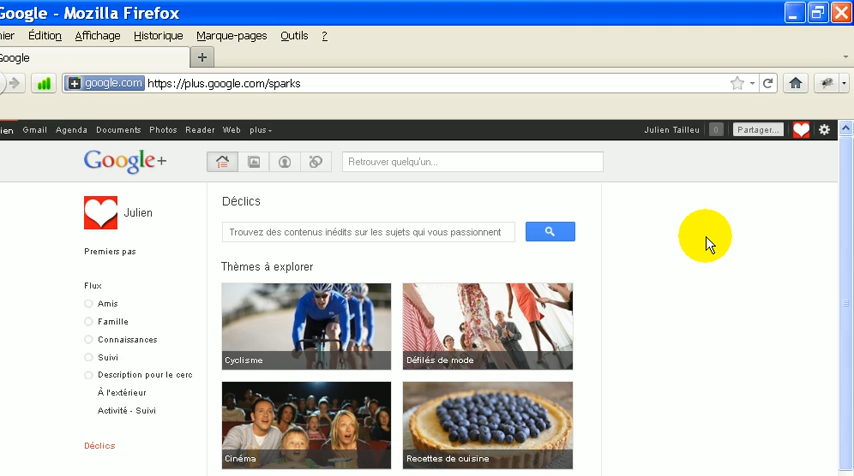 Google - Mozilla Firefox
Édition Affichage Historique Marque-pages Outils ?
Google
google.com https://plus.google.com/sparks
Gmail Agenda Documents Photos Reader Web plus
Julien Tailleu 0 Partager...
Google+
Retrouver quelqu'un...
Julien
Premiers pas
Flux
Amis
Famille
Connaissances
Suivi
Description pour le cerc
À l'extérieur
Activité - Suivi
Déclics
Déclics
Trouvez des contenus inédits sur les sujets qui vous passionnent
Thèmes à explorer
Cyclisme
Défilés de mode
Cinéma
Recettes de cuisine